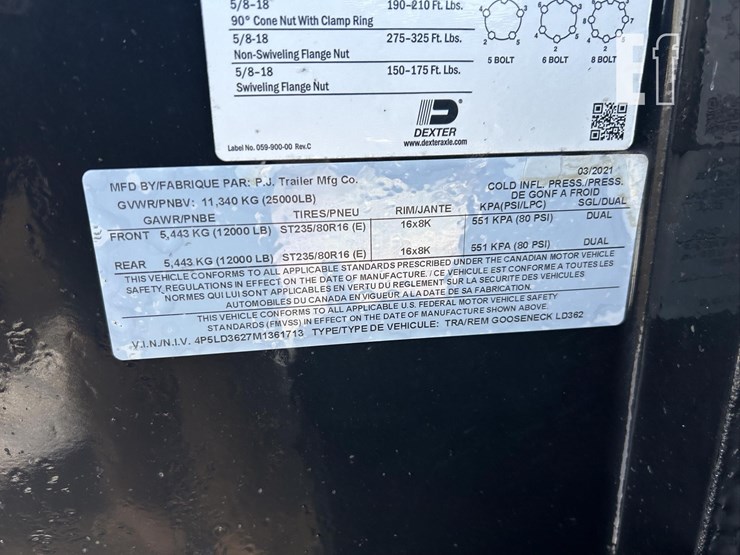 5/8-18 190-210 Ft. Lbs.
90° Cone Nut With Clamp Ring
5/8-18 275-325 Ft. Lbs.
Non-Swiveling Flange Nut
5/8-18 150-175 Ft. Lbs.
Swiveling Flange Nut
2 5 2 8
5 BOLT 6 BOLT 8 BOLT
DEXTER
www.dexteraxle.com
Label No. 059-900-00 Rev.C
Ef
03/2021
MFD BY/FABRIQUE PAR: P.J. Trailer Mfg Co.
GVWR/PNBV: 11,340 KG (25000LB)
COLD INFL. PRESS./PRESS.
DE GONF A FROID
GAWR/PNBE TIRES/PNEU RIM/JANTE KPA(PSI/LPC) SGL/DUAL
FRONT 5,443 KG (12000 LB) ST235/80R16 (E) 16x8K 551 KPA (80 PSI) DUAL
REAR 5,443 KG (12000 LB) ST235/80R16 (E) 16x8K 551 KPA (80 PSI) DUAL
THIS VEHICLE CONFORMS TO ALL APPLICABLE STANDARDS PRESCRIBED UNDER THE CANADIAN MOTOR VEHICLE
SAFETY REGULATIONS IN EFFECT ON THE DATE OF MANUFACTURE. / CE VEHICULE EST CONFORME A TOUTES LES
NORMES QUI LUI SONT APPLICABLES EN VERTU DU REGLEMENT SUR LA SECURITE DES VEHICULES
AUTOMOBILES DU CANADA EN VIGUEUR A LA DATE DE SA FABRICATION.
THIS VEHICLE CONFORMS TO ALL APPLICABLE U.S. FEDERAL MOTOR VEHICLE SAFETY
STANDARDS (FMVSS) IN EFFECT ON THE DATE OF MANUFACTURE SHOWN ABOVE
V.I.N./N.I.V. 4P5LD3627M1361713 TYPE/TYPE DE VEHICULE: TRA/REM GOOSENECK LD362